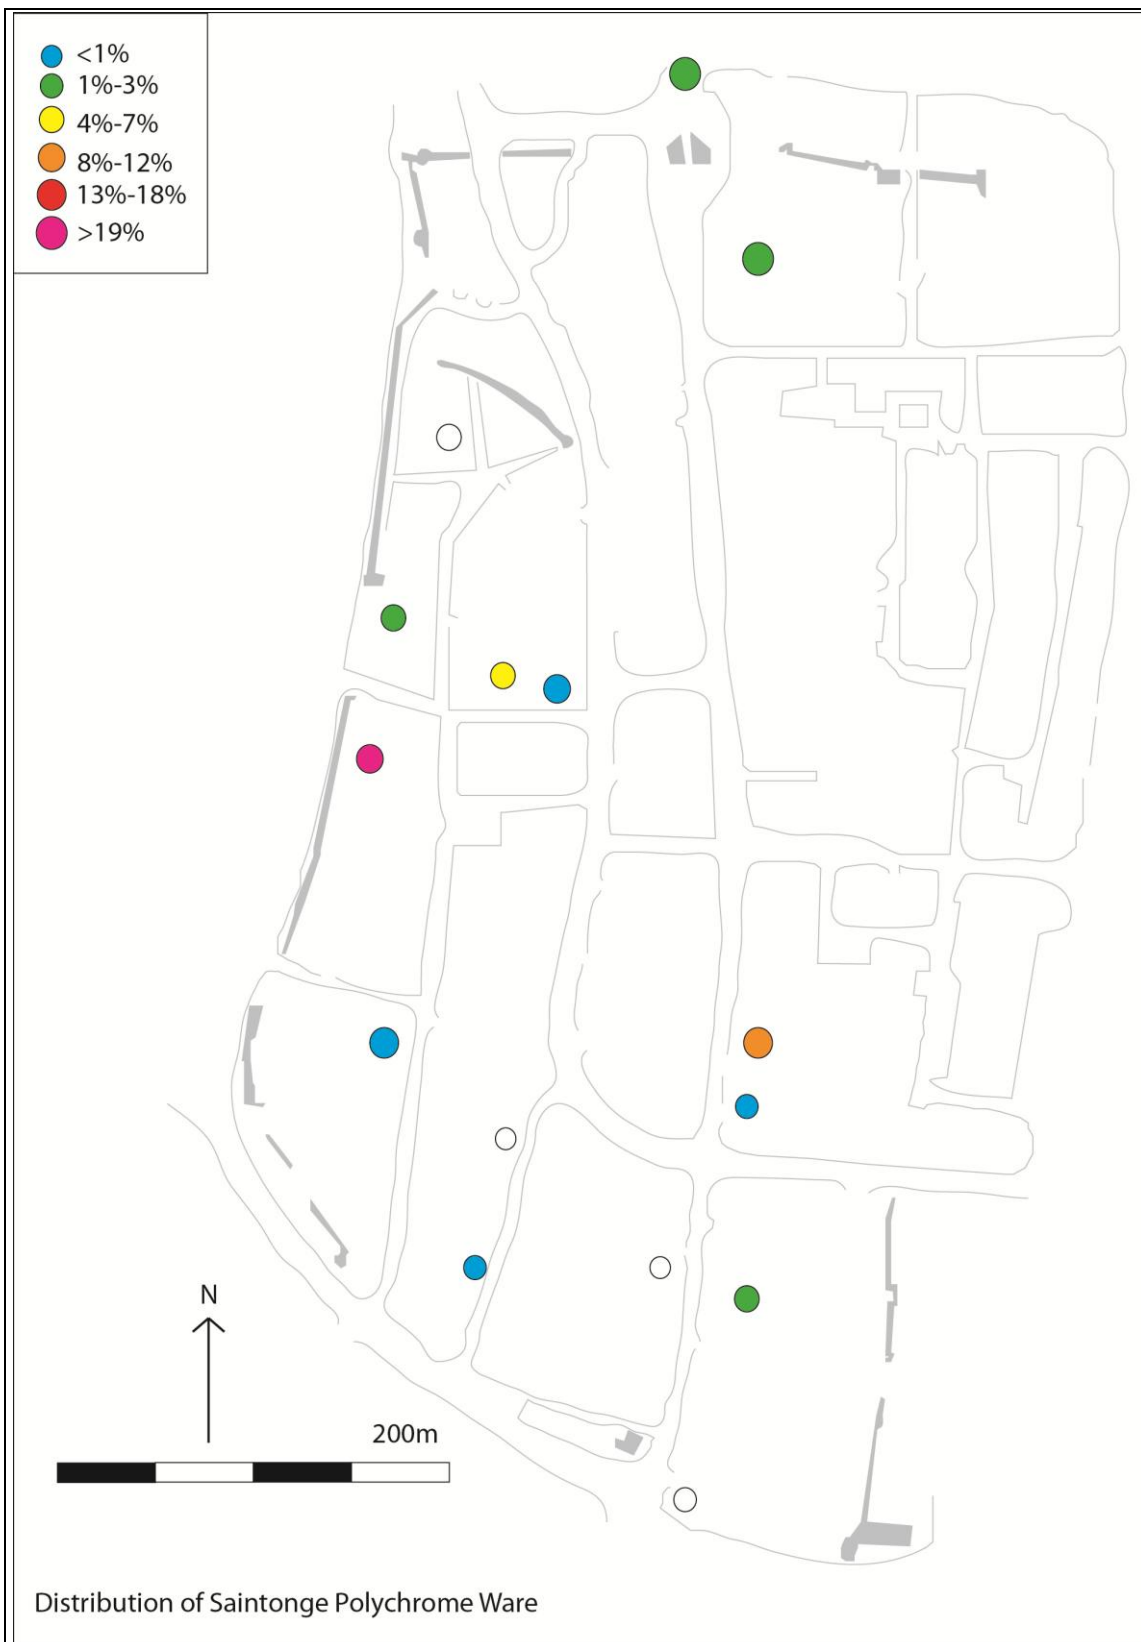 <1%
1%-3%
4%-7%
8%-12%
13%-18%
>19%
N
200m
Distribution of Saintonge Polychrome Ware